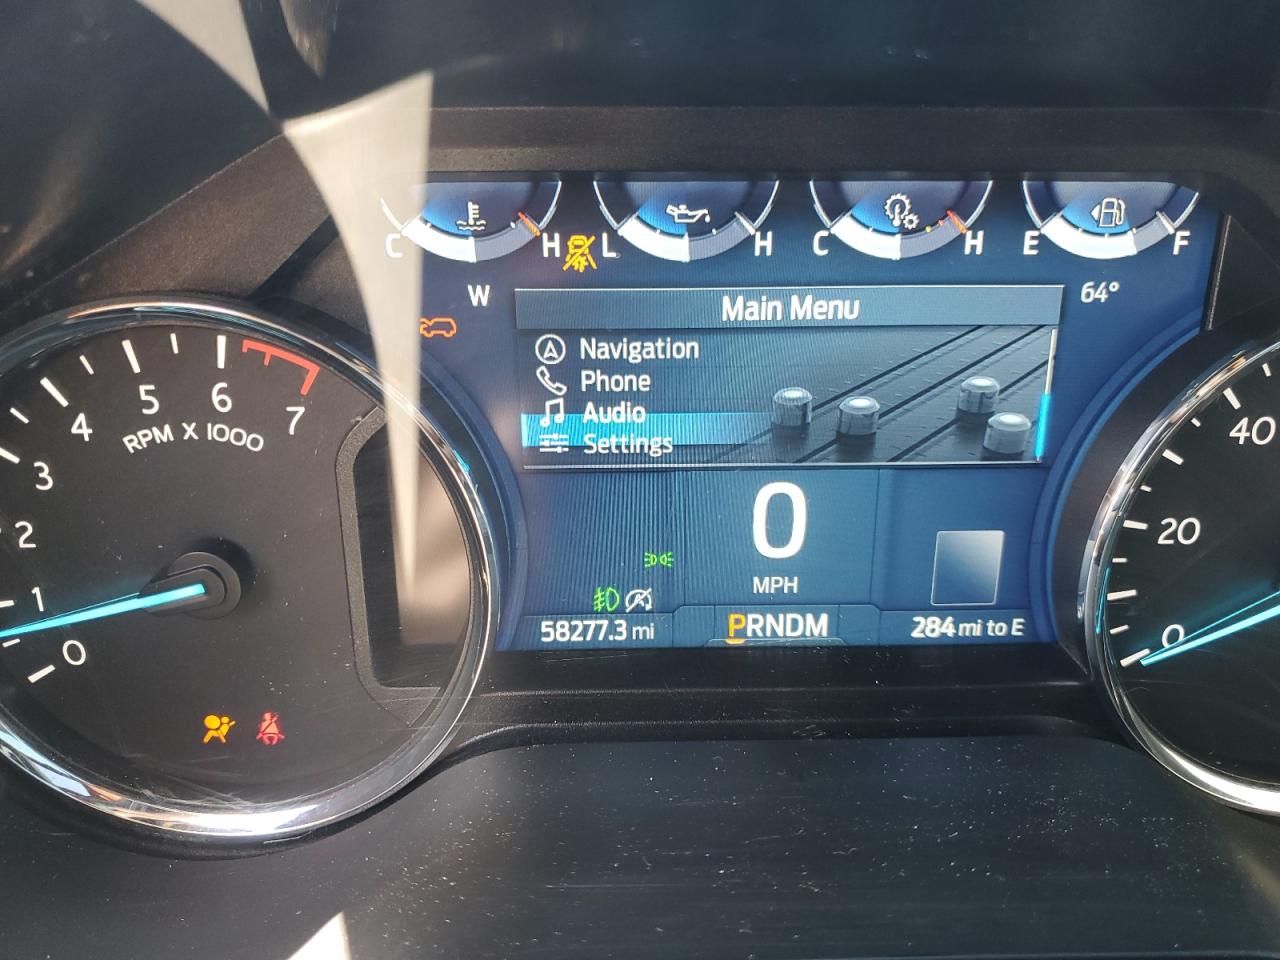 C H L H C H E F
W
64°
Main Menu
Navigation
Phone
Audio
Settings
0
MPH
58277.3 mi
PRNDM
284 mi to E
0
1
2
3
4
5
6
7
RPM X 1000
0
20
40